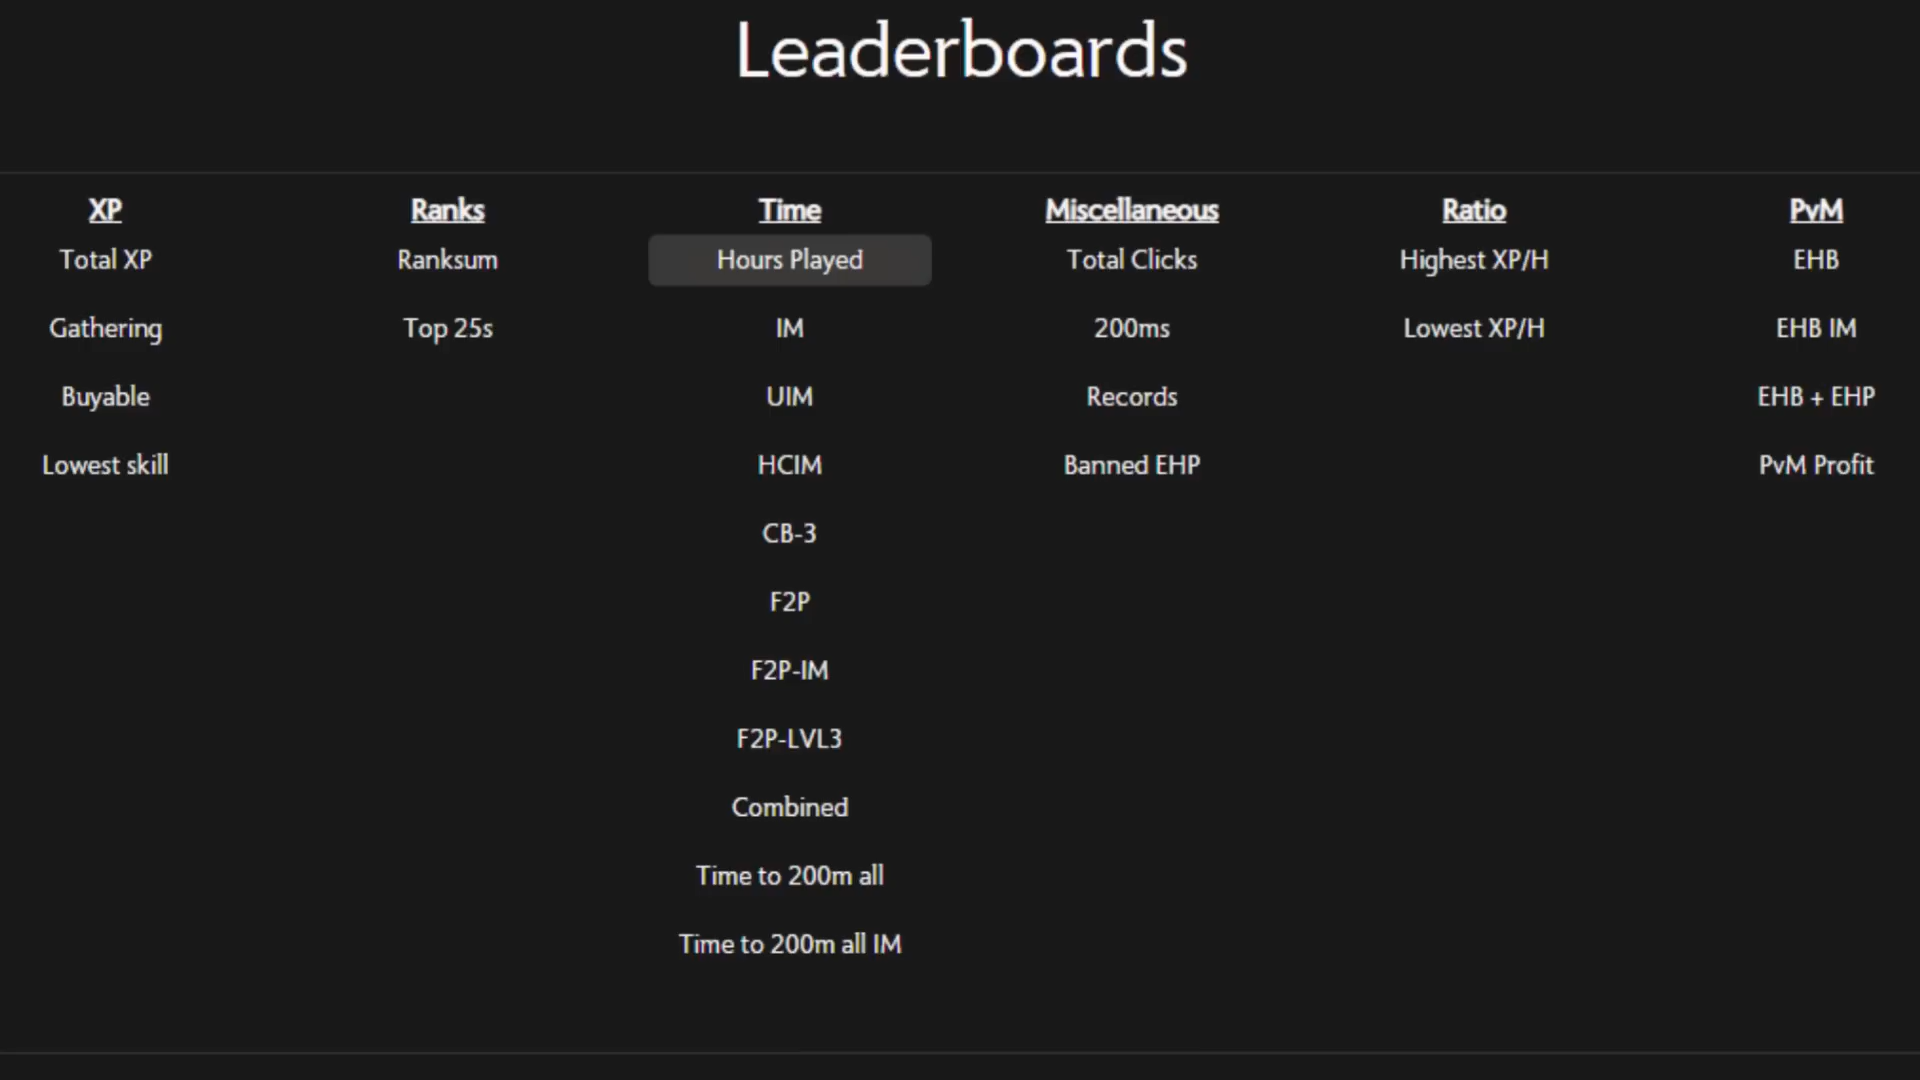 Leaderboards
XP
Total XP
Gathering
Buyable
Lowest skill
Ranks
Ranksum
Top 25s
Time
Hours Played
IM
UIM
HCIM
CB-3
F2P
F2P-IM
F2P-LVL3
Combined
Time to 200m all
Time to 200m all IM
Miscellaneous
Total Clicks
200ms
Records
Banned EHP
Ratio
Highest XP/H
Lowest XP/H
PvM
EHB
EHB IM
EHB + EHP
PvM Profit